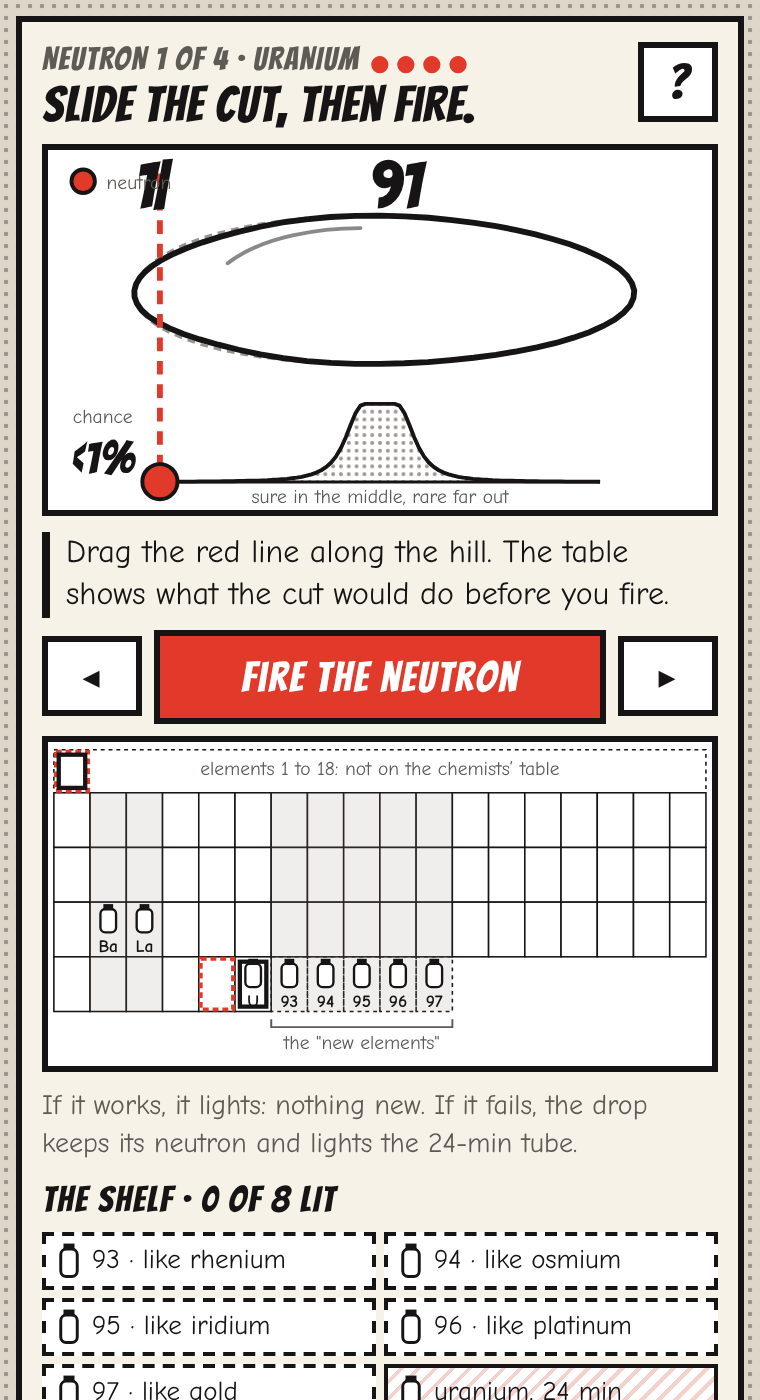 NEUTRON 1 OF 4 · URANIUM
SLIDE THE CUT, THEN FIRE.
?
neutron
1
91
chance
<1%
sure in the middle, rare far out
Drag the red line along the hill. The table
shows what the cut would do before you fire.
◄
FIRE THE NEUTRON
►
elements 1 to 18: not on the chemists' table
Ba
La
U
93
94
95
96
97
the "new elements"
If it works, it lights: nothing new. If it fails, the drop
keeps its neutron and lights the 24-min tube.
THE SHELF · 0 OF 8 LIT
93 · like rhenium
94 · like osmium
95 · like iridium
96 · like platinum
97 · like gold
uranium, 24 min